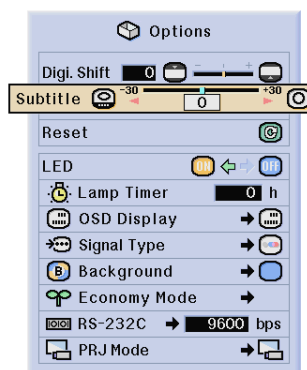 Options
Digi. Shift 0 - +
Subtitle -30 0 +30
Reset
LED ON OFF
Lamp Timer 0 h
OSD Display
Signal Type
B Background
Economy Mode
RS-232C 9600 bps
PRJ Mode